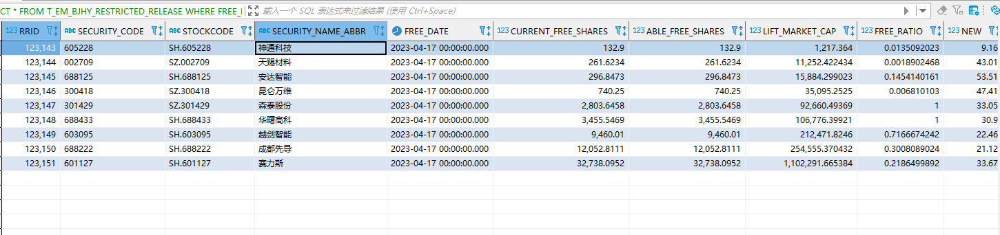 CT * FROM T_EM_BJHY_RESTRICTED_RELEASE WHERE FREE_I 输入一个 SQL 表达式来过滤结果 (使用 Ctrl+Space)
123 RRID ABC SECURITY_CODE ABC STOCKCODE ABC SECURITY_NAME_ABBR FREE_DATE 123 CURRENT_FREE_SHARES 123 ABLE_FREE_SHARES 123 LIFT_MARKET_CAP 123 FREE_RATIO 123 NEW
123,143 605228 SH.605228 神通科技 2023-04-17 00:00:00.000 132.9 132.9 1,217.364 0.0135092023 9.16
123,144 002709 SZ.002709 天赐材料 2023-04-17 00:00:00.000 261.6234 261.6234 11,252.422434 0.0018902468 43.01
123,145 688125 SH.688125 安达智能 2023-04-17 00:00:00.000 296.8473 296.8473 15,884.299023 0.1454140161 53.51
123,146 300418 SZ.300418 昆仑万维 2023-04-17 00:00:00.000 740.25 740.25 35,095.2525 0.006810103 47.41
123,147 301429 SZ.301429 森泰股份 2023-04-17 00:00:00.000 2,803.6458 2,803.6458 92,660.49369 1 33.05
123,148 688433 SH.688433 华曙高科 2023-04-17 00:00:00.000 3,455.5469 3,455.5469 106,776.39921 1 30.9
123,149 603095 SH.603095 越剑智能 2023-04-17 00:00:00.000 9,460.01 9,460.01 212,471.8246 0.7166674242 22.46
123,150 688222 SH.688222 成都先导 2023-04-17 00:00:00.000 12,052.8111 12,052.8111 254,555.370432 0.3008089024 21.12
123,151 601127 SH.601127 赛力斯 2023-04-17 00:00:00.000 32,738.0952 32,738.0952 1,102,291.665384 0.2186499892 33.67